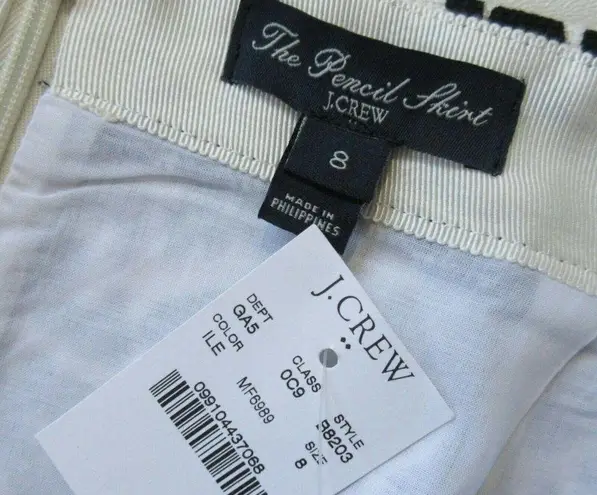 The Pencil Skirt
J.CREW
8
MADE IN
PHILIPPINES
J.CREW
DEPT CLASS STYLE
GA5 0C9
COLOR SIZE
ILE MF6989 8
099104437068